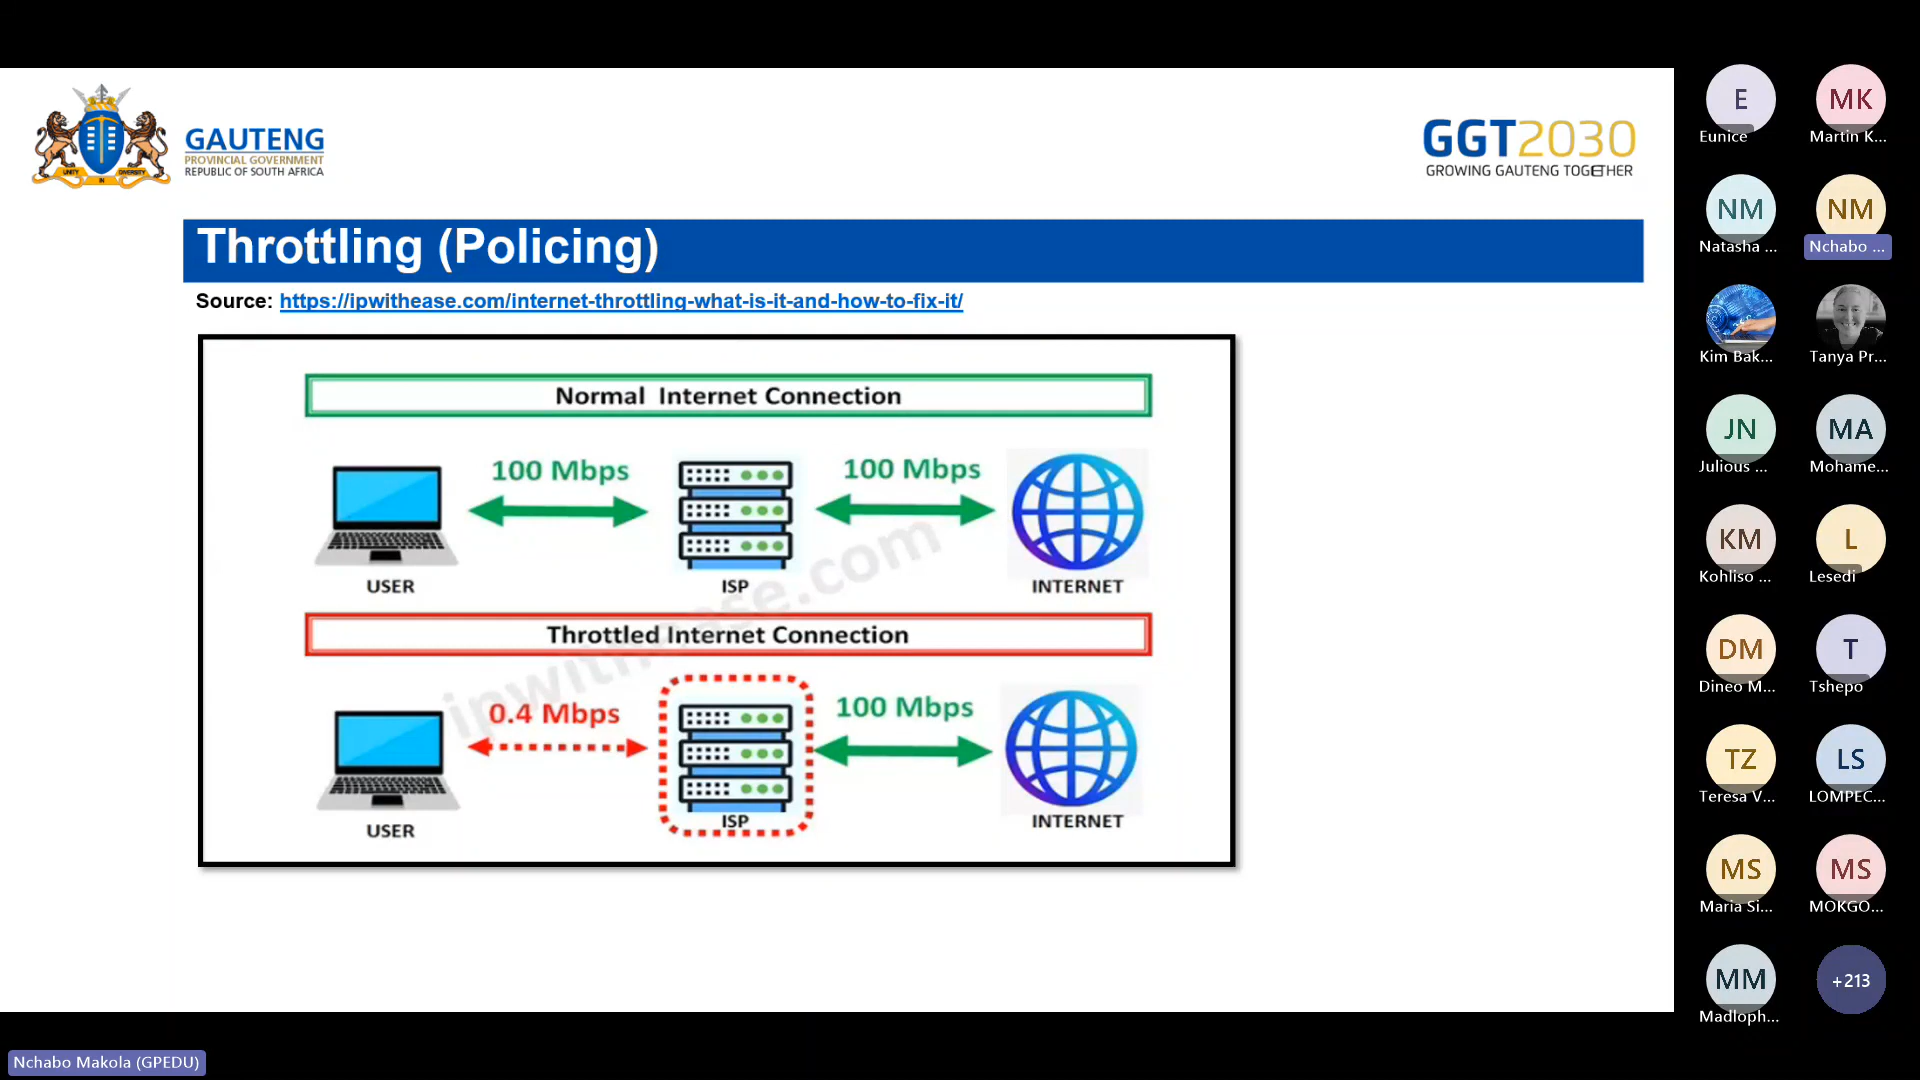 GAUTENG
PROVINCIAL GOVERNMENT
REPUBLIC OF SOUTH AFRICA
UNITY IN DIVERSITY
GGT2030
GROWING GAUTENG TOGETHER
Throttling (Policing)
Source: https://ipwithease.com/internet-throttling-what-is-it-and-how-to-fix-it/
Normal Internet Connection
100 Mbps
100 Mbps
USER
ISP
INTERNET
Throttled Internet Connection
0.4 Mbps
100 Mbps
USER
ISP
INTERNET
ipwithease.com
E
Eunice
MK
Martin K...
NM
Natasha ...
NM
Nchabo ...
Kim Bak...
Tanya Pr...
JN
Julious ...
MA
Mohame...
KM
Kohliso ...
L
Lesedi
DM
Dineo M...
T
Tshepo
TZ
Teresa V...
LS
LOMPEC...
MS
Maria Si...
MS
MOKGO...
MM
Madloph...
+213
Nchabo Makola (GPEDU)